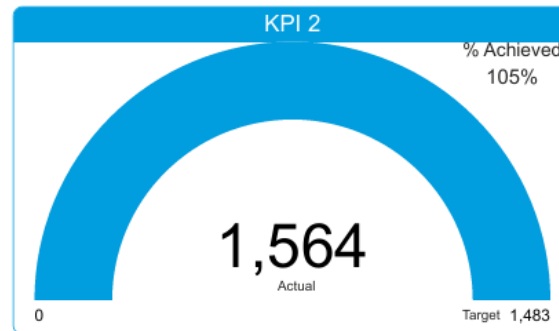 KPI 2
% Achieved
105%
1,564
Actual
0
Target 1,483